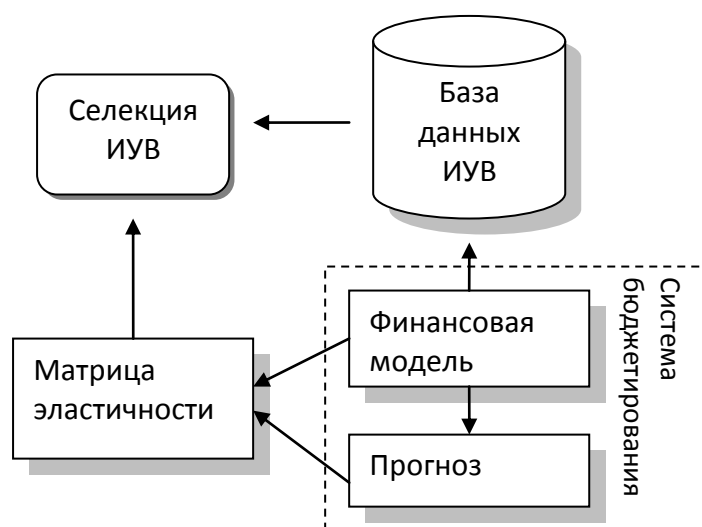 Селекция
ИУВ
База
данных
ИУВ
Финансовая
модель
Система
бюджетирования
Матрица
эластичности
Прогноз